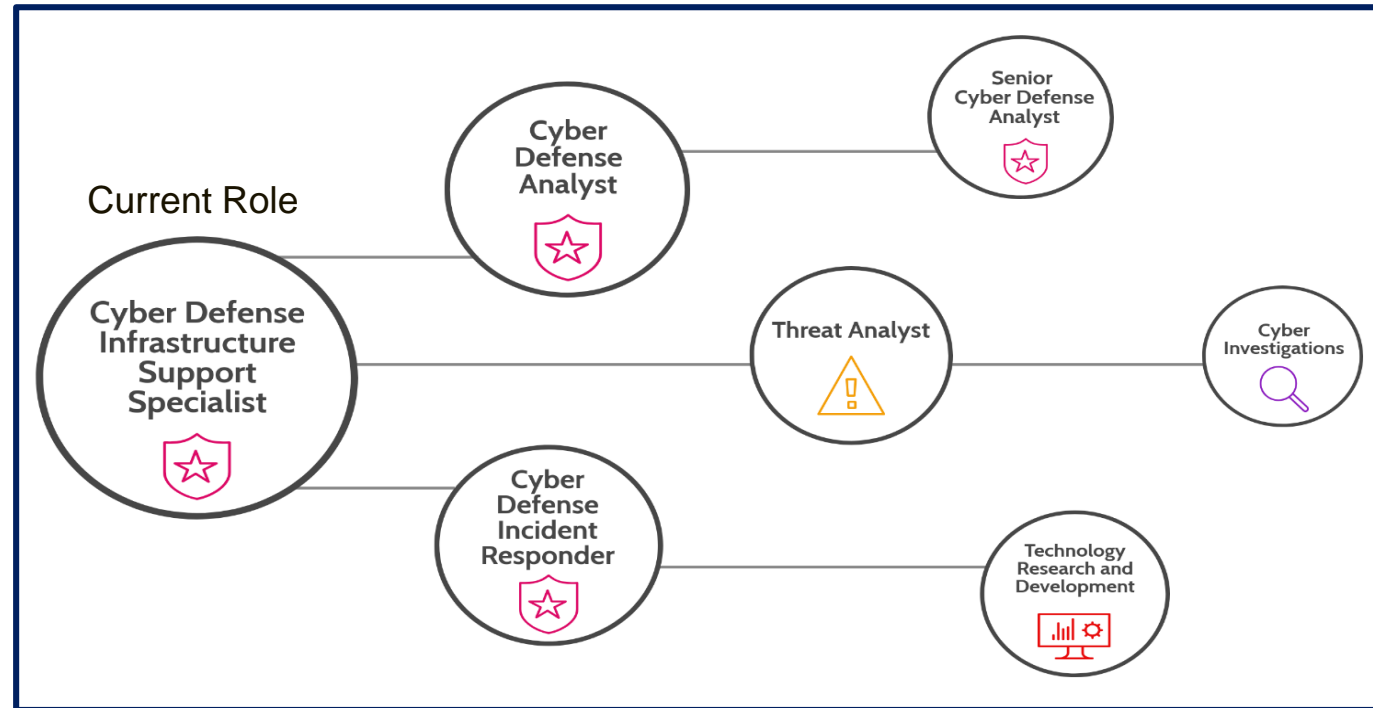 Current Role
Cyber Defense
Infrastructure
Support
Specialist
Cyber
Defense
Analyst
Senior
Cyber Defense
Analyst
Threat Analyst
Cyber
Investigations
Cyber
Defense
Incident
Responder
Technology
Research and
Development